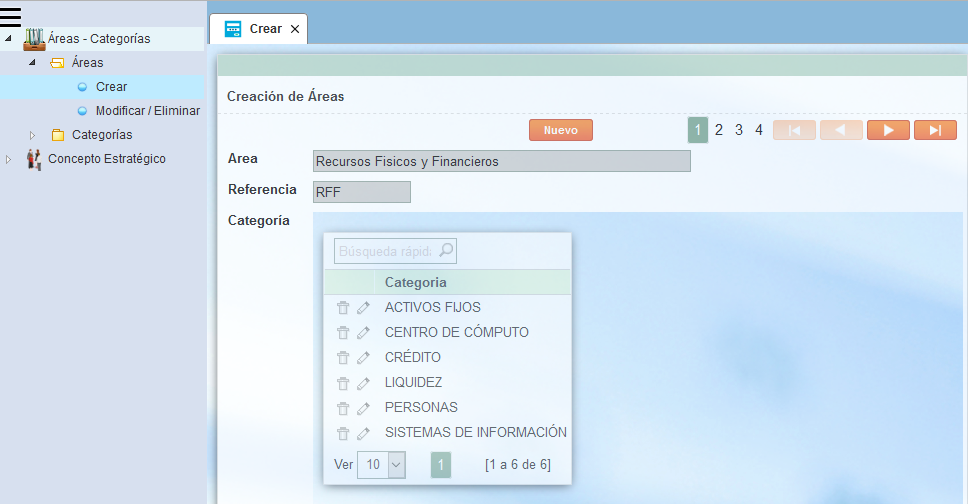 Áreas - Categorías
Áreas
Crear
Modificar / Eliminar
Categorías
Concepto Estratégico
Crear
Creación de Áreas
Nuevo
1 2 3 4
Area
Recursos Fisicos y Financieros
Referencia
RFF
Categoría
Búsqueda rápid
Categoria
ACTIVOS FIJOS
CENTRO DE CÓMPUTO
CRÉDITO
LIQUIDEZ
PERSONAS
SISTEMAS DE INFORMACIÓN
Ver 10 1 [1 a 6 de 6]